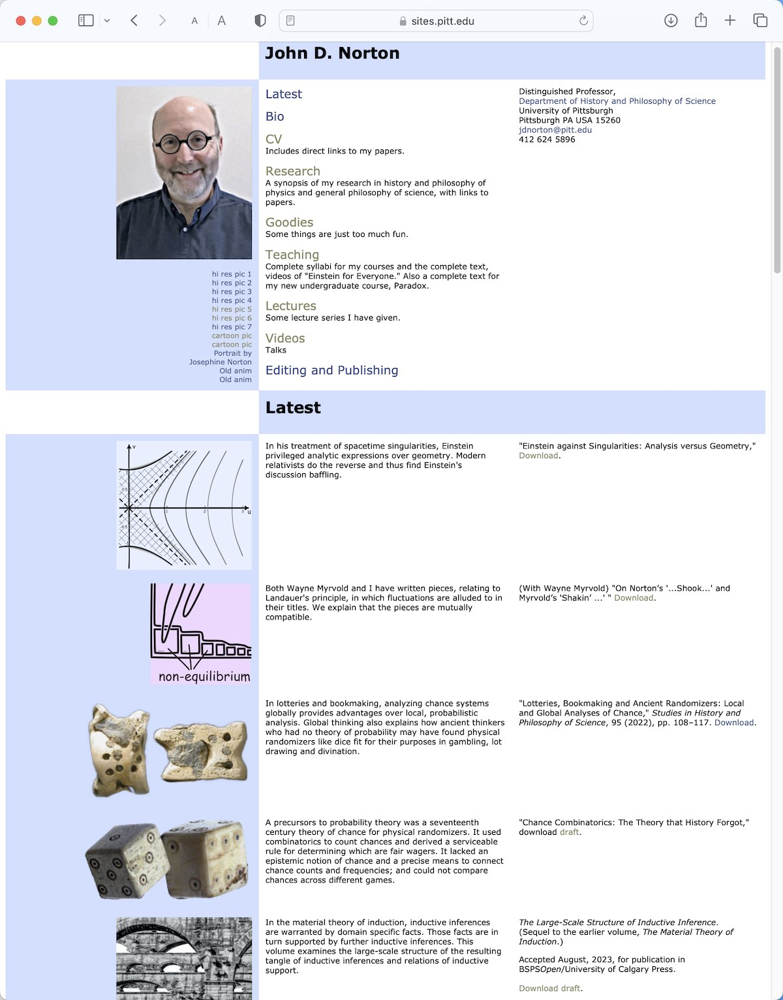 A
A
sites.pitt.edu
John D. Norton
Latest
Bio
CV
Includes direct links to my papers.
Research
A synopsis of my research in history and philosophy of
physics and general philosophy of science, with links to
papers.
Goodies
Some things are just too much fun.
Teaching
Complete syllabi for my courses and the complete text,
videos of "Einstein for Everyone." Also a complete text for
my new undergraduate course, Paradox.
Lectures
Some lecture series I have given.
Videos
Talks
Editing and Publishing
Distinguished Professor,
Department of History and Philosophy of Science
University of Pittsburgh
Pittsburgh PA USA 15260
jdnorton@pitt.edu
412 624 5896
hi res pic 1
hi res pic 2
hi res pic 3
hi res pic 4
hi res pic 5
hi res pic 6
hi res pic 7
cartoon pic
cartoon pic
Portrait by
Josephine Norton
Old anim
Old anim
Latest
v
1
0.5
1
2
3
u
-0.5
-1
In his treatment of spacetime singularities, Einstein
privileged analytic expressions over geometry. Modern
relativists do the reverse and thus find Einstein's
discussion baffling.
"Einstein against Singularities: Analysis versus Geometry,"
Download.
non-equilibrium
Both Wayne Myrvold and I have written pieces, relating to
Landauer's principle, in which fluctuations are alluded to in
their titles. We explain that the pieces are mutually
compatible.
(With Wayne Myrvold) "On Norton’s '...Shook...' and
Myrvold’s 'Shakin’ ...' " Download.
In lotteries and bookmaking, analyzing chance systems
globally provides advantages over local, probabilistic
analysis. Global thinking also explains how ancient thinkers
who had no theory of probability may have found physical
randomizers like dice fit for their purposes in gambling, lot
drawing and divination.
"Lotteries, Bookmaking and Ancient Randomizers: Local
and Global Analyses of Chance," Studies in History and
Philosophy of Science, 95 (2022), pp. 108–117. Download.
A precursors to probability theory was a seventeenth
century theory of chance for physical randomizers. It used
combinatorics to count chances and derived a serviceable
rule for determining which are fair wagers. It lacked an
epistemic notion of chance and a precise means to connect
chance counts and frequencies; and could not compare
chances across different games.
"Chance Combinatorics: The Theory that History Forgot,"
download draft.
In the material theory of induction, inductive inferences
are warranted by domain specific facts. Those facts are in
turn supported by further inductive inferences. This
volume examines the large-scale structure of the resulting
tangle of inductive inferences and relations of inductive
support.
The Large-Scale Structure of Inductive Inference.
(Sequel to the earlier volume, The Material Theory of
Induction.)
Accepted August, 2023, for publication in
BSPSOpen/University of Calgary Press.
Download draft.